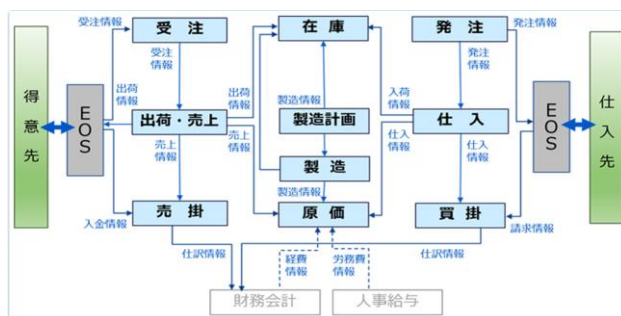 受注情報
受注
在庫
発注
発注情報
受注
情報
発注
情報
得意先
EOS
出荷
情報
出荷
情報
製造情報
入荷
情報
EOS
仕入先
出荷・売上
製造計画
仕入
売上
情報
売上
情報
仕入
情報
仕入
情報
製造
製造情報
売掛
原価
買掛
入金情報
請求情報
仕訳情報
経費
情報
労務費
情報
仕訳情報
財務会計
人事給与